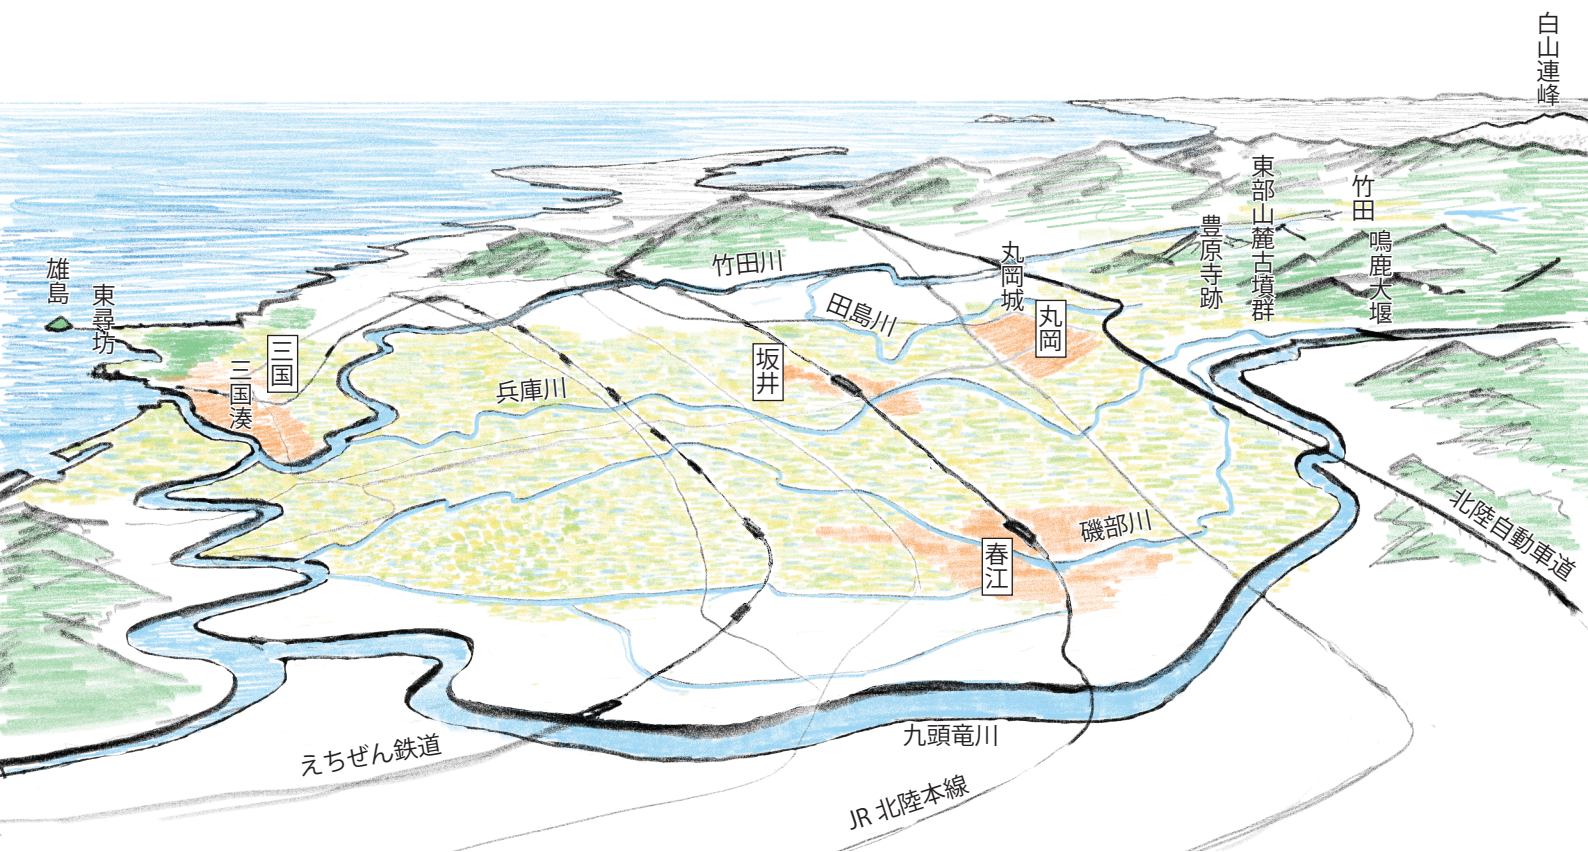 白山連峰
東部山麓古墳群
竹田
豊原寺跡
鳴鹿大堰
丸岡城
竹田川
雄島
東尋坊
田島川
丸岡
三国
三国湊
坂井
兵庫川
北陸自動車道
磯部川
春江
九頭竜川
えちぜん鉄道
JR 北陸本線